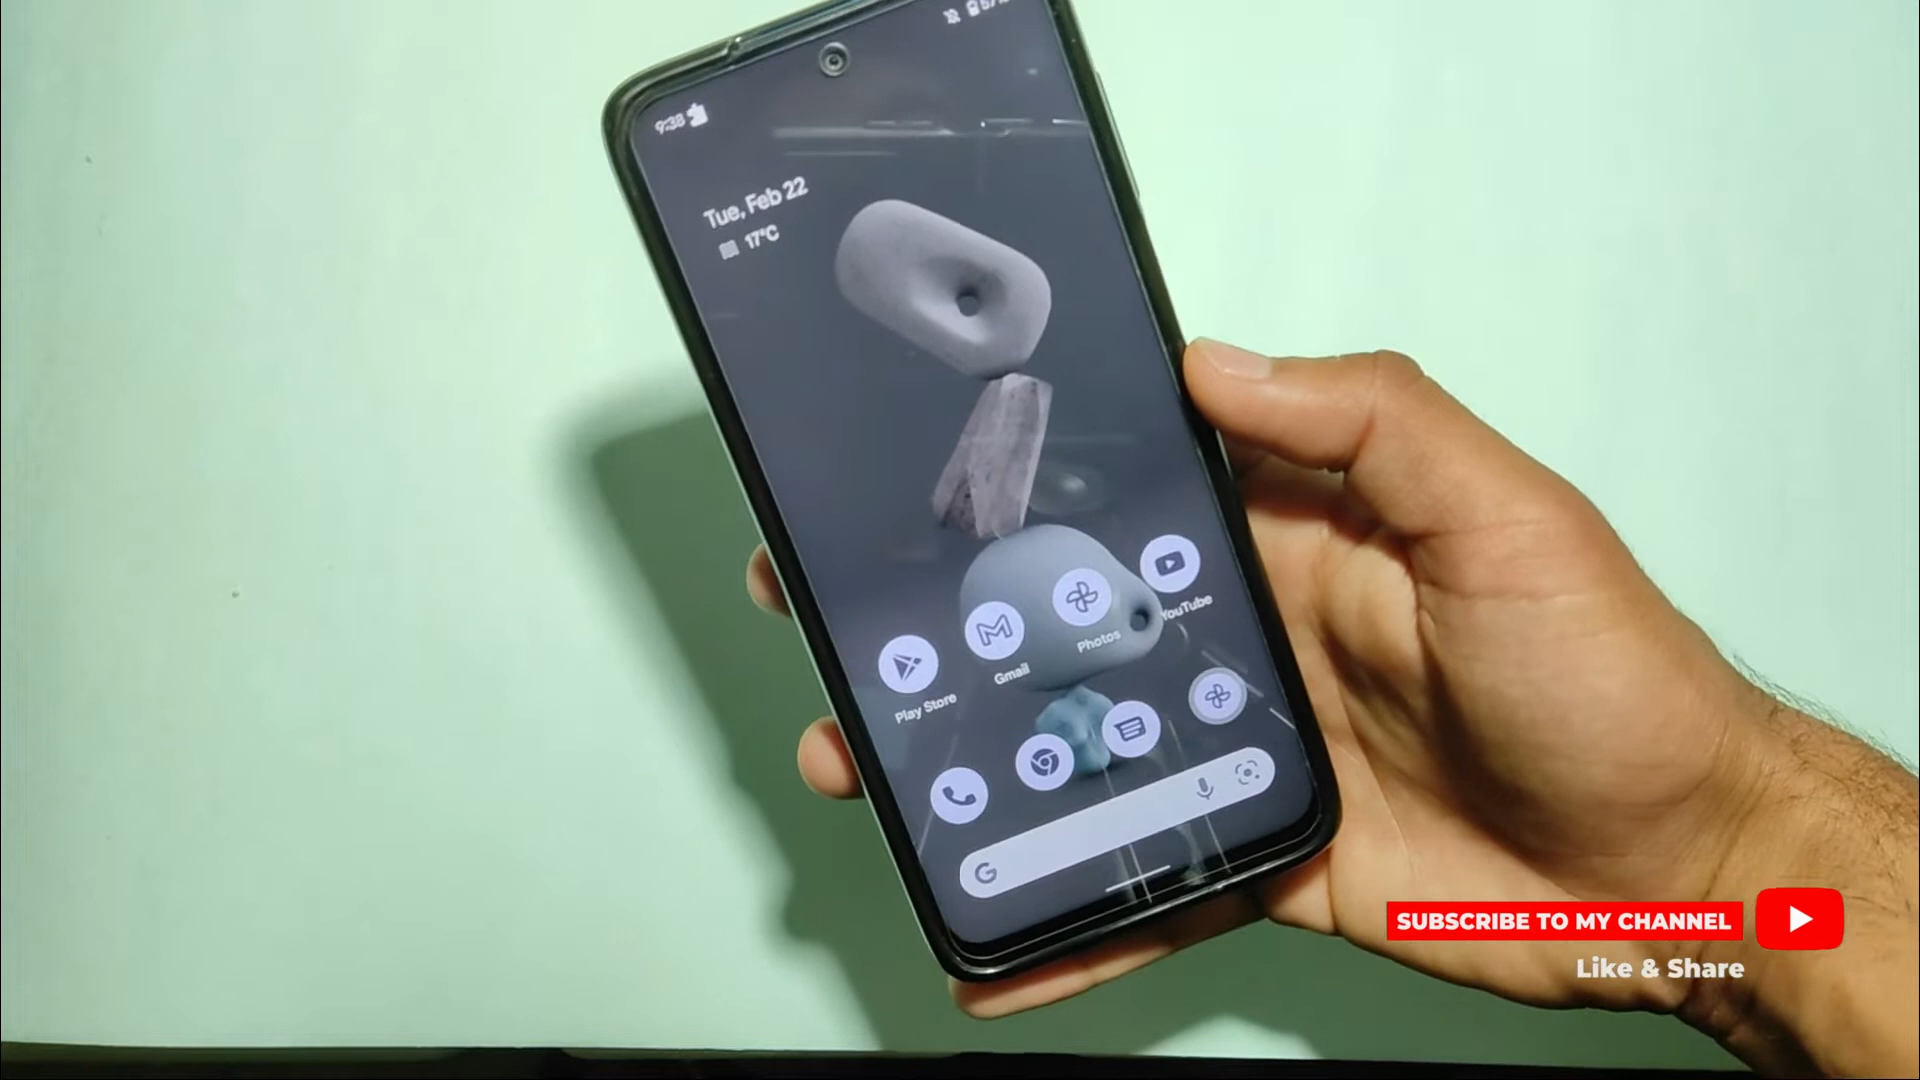 9:38
Tue, Feb 22
17°C
YouTube
Photos
Gmail
Play Store
G
SUBSCRIBE TO MY CHANNEL
Like & Share